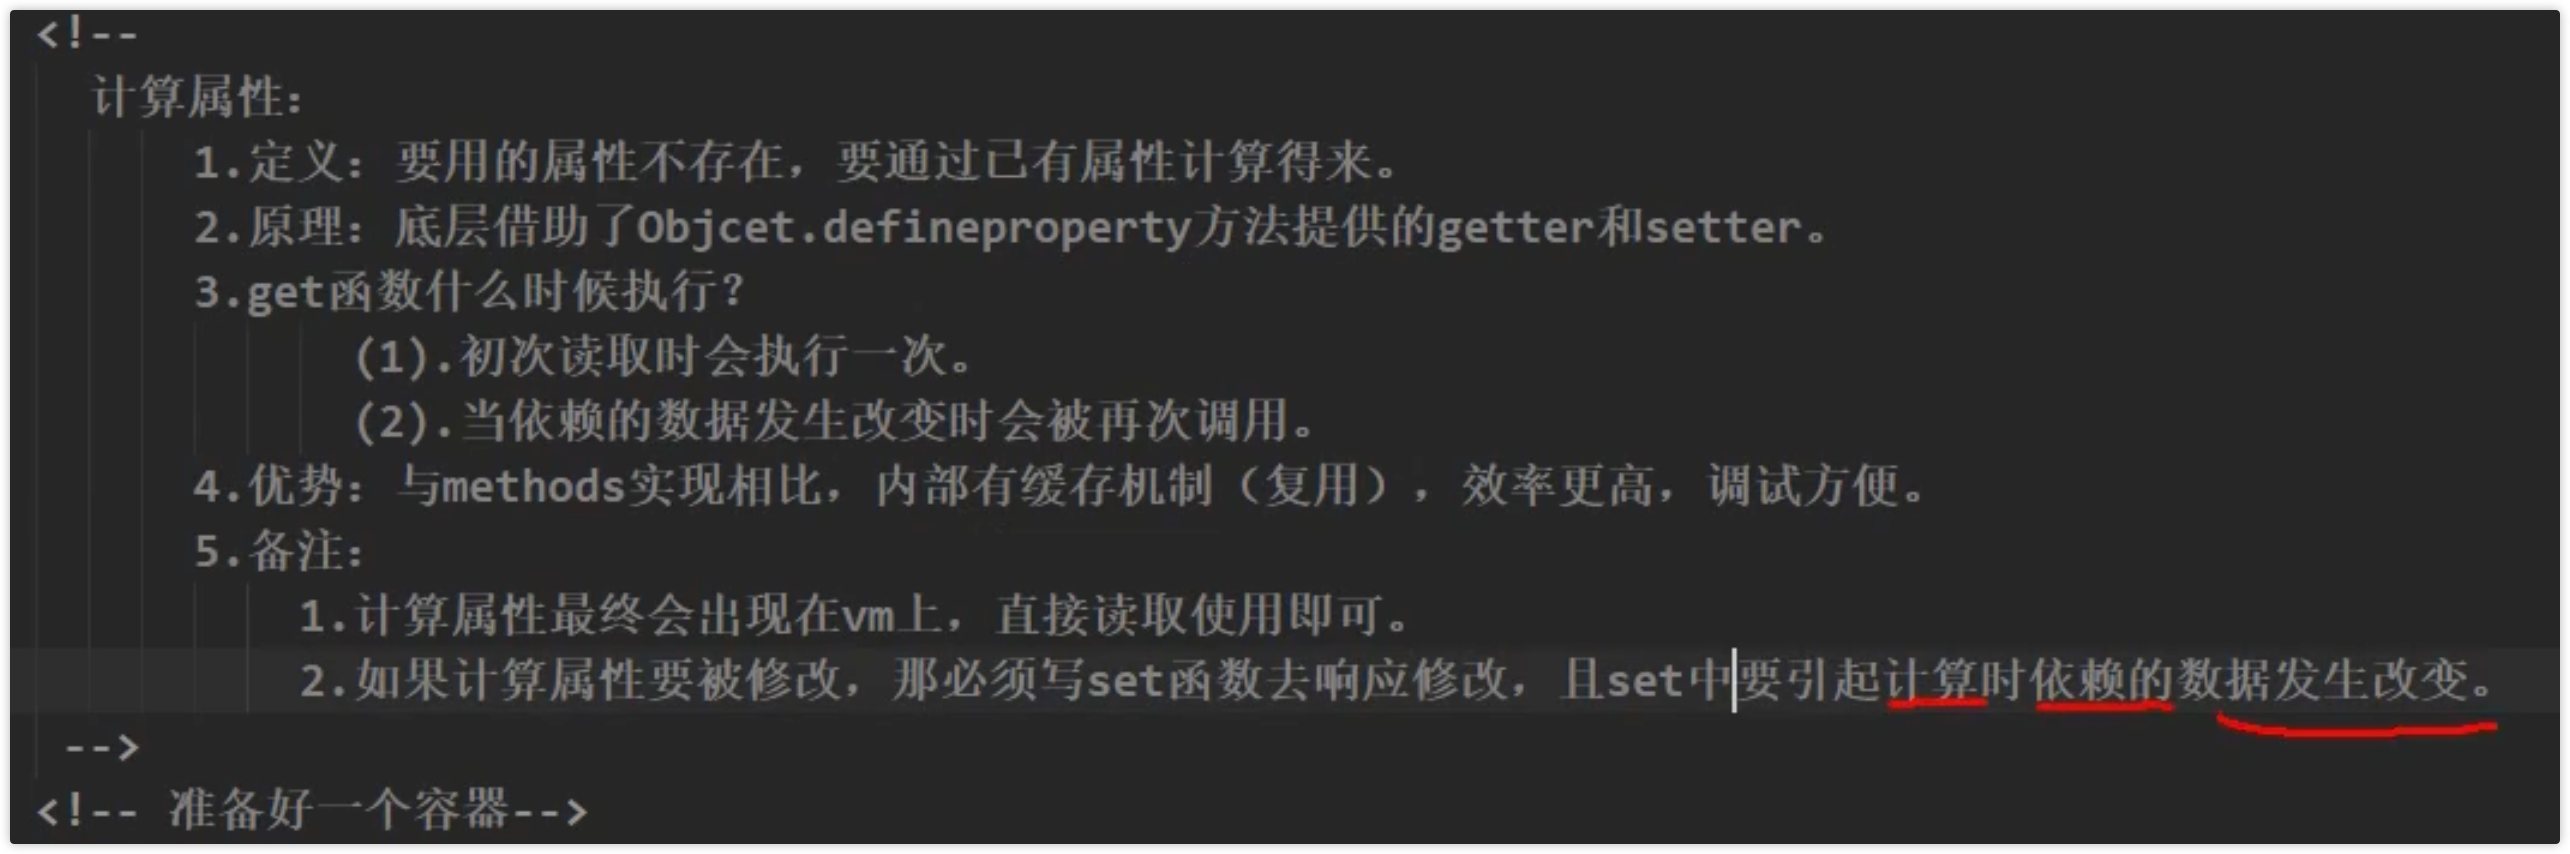 <!--
计算属性：
1.定义：要用的属性不存在，要通过已有属性计算得来。
2.原理：底层借助了Objcet.defineproperty方法提供的getter和setter。
3.get函数什么时候执行？
(1).初次读取时会执行一次。
(2).当依赖的数据发生改变时会被再次调用。
4.优势：与methods实现相比，内部有缓存机制（复用），效率更高，调试方便。
5.备注：
1.计算属性最终会出现在vm上，直接读取使用即可。
2.如果计算属性要被修改，那必须写set函数去响应修改，且set中要引起计算时依赖的数据发生改变。
-->
<!-- 准备好一个容器-->